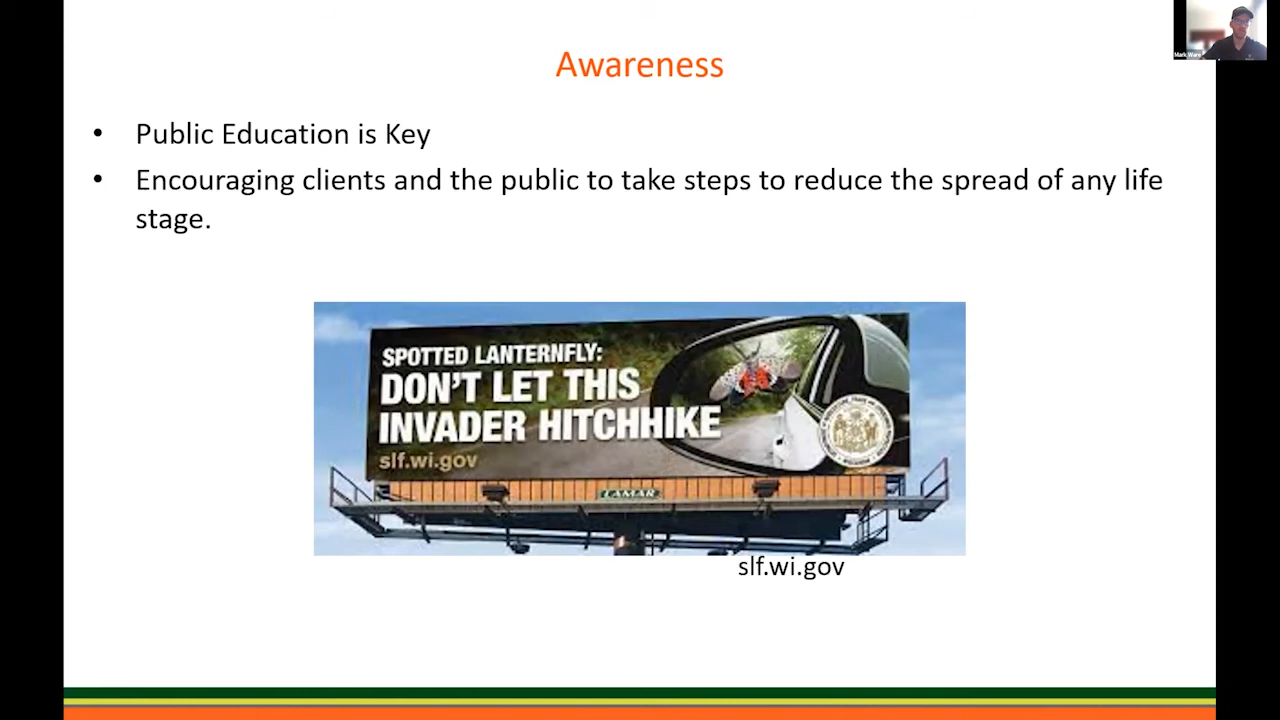 Awareness
• Public Education is Key
• Encouraging clients and the public to take steps to reduce the spread of any life
stage.
SPOTTED LANTERNFLY:
DON'T LET THIS
INVADER HITCHHIKE
slf.wi.gov
LAMAR
slf.wi.gov